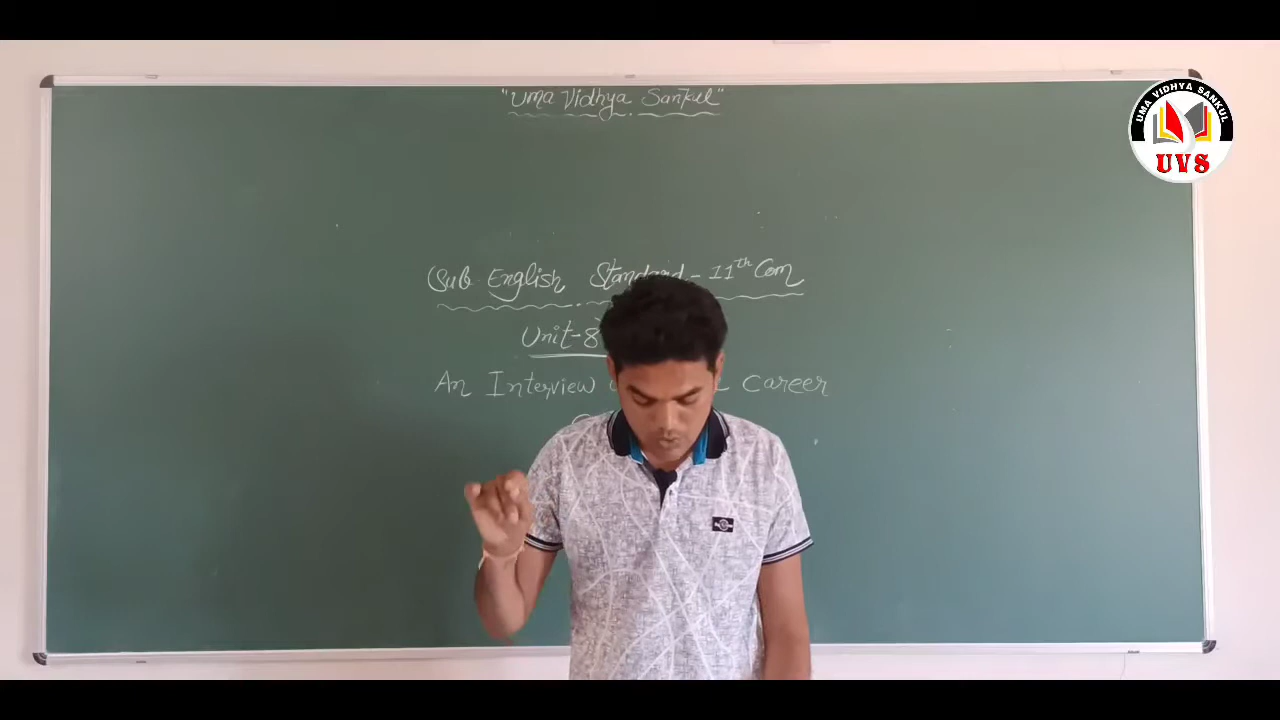 "Uma Vidhya Sankul"
UMA VIDHYA SANKUL
UVS
Sub English Standard - 11th Com
Unit-8
An Interview career